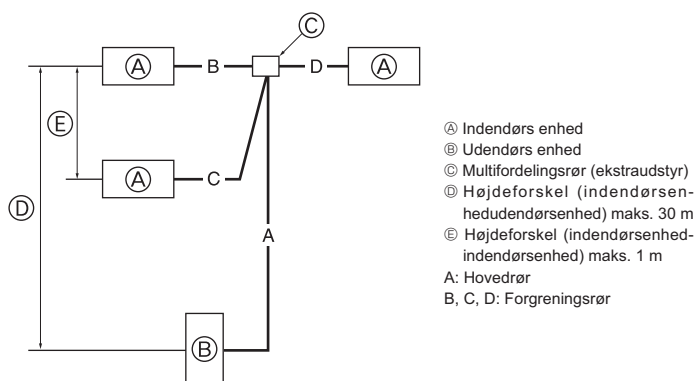 Ⓒ
Ⓐ B D Ⓐ
Ⓔ
Ⓐ C
Ⓓ
A
Ⓑ
Ⓐ Indendørs enhed
Ⓑ Udendørs enhed
Ⓒ Multifordelingsrør (ekstraudstyr)
Ⓓ Højdeforskel (indendørsen-
hedudendørsenhed) maks. 30 m
Ⓔ Højdeforskel (indendørsenhed-
indendørsenhed) maks. 1 m
A: Hovedrør
B, C, D: Forgreningsrør